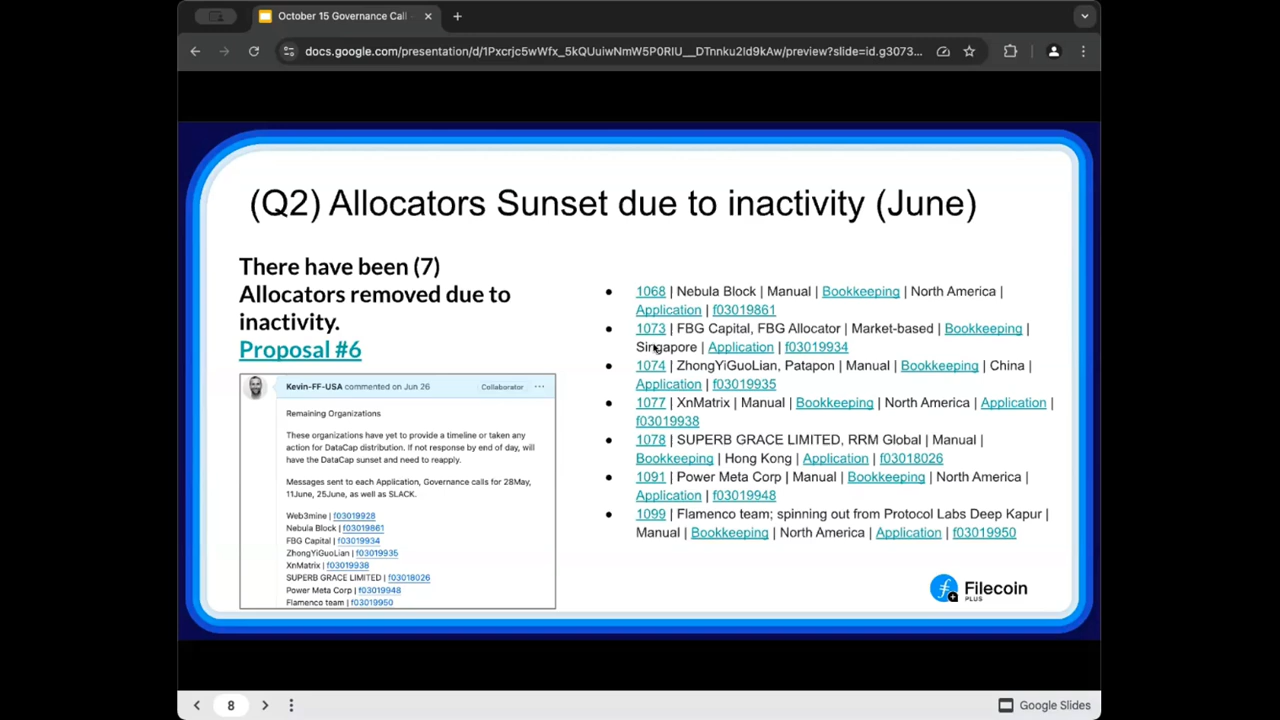 October 15 Governance Call
docs.google.com/presentation/d/1Pxcrjc5wWfx_5kQUuiwNmW5P0RIU__DTnnku2Id9kAw/preview?slide=id.g3073...
(Q2) Allocators Sunset due to inactivity (June)
There have been (7)
Allocators removed due to
inactivity.
Proposal #6
Kevin-FF-USA commented on Jun 26 Collaborator ...
Remaining Organizations
These organizations have yet to provide a timeline or taken any
action for DataCap distribution. If not response by end of day, will
have the DataCap sunset and need to reapply.
Messages sent to each Application, Governance calls for 28May,
11June, 25June, as well as SLACK.
Web3mine | f03019928
Nebula Block | f03019861
FBG Capital | f03019934
ZhongYiGuoLian | f03019935
XnMatrix | f03019938
SUPERB GRACE LIMITED | f03018026
Power Meta Corp | f03019948
Flamenco team | f03019950
• 1068 | Nebula Block | Manual | Bookkeeping | North America |
Application | f03019861
• 1073 | FBG Capital, FBG Allocator | Market-based | Bookkeeping |
Singapore | Application | f03019934
• 1074 | ZhongYiGuoLian, Patapon | Manual | Bookkeeping | China |
Application | f03019935
• 1077 | XnMatrix | Manual | Bookkeeping | North America | Application |
f03019938
• 1078 | SUPERB GRACE LIMITED, RRM Global | Manual |
Bookkeeping | Hong Kong | Application | f03018026
• 1091 | Power Meta Corp | Manual | Bookkeeping | North America |
Application | f03019948
• 1099 | Flamenco team; spinning out from Protocol Labs Deep Kapur |
Manual | Bookkeeping | North America | Application | f03019950
Filecoin
PLUS
8
Google Slides